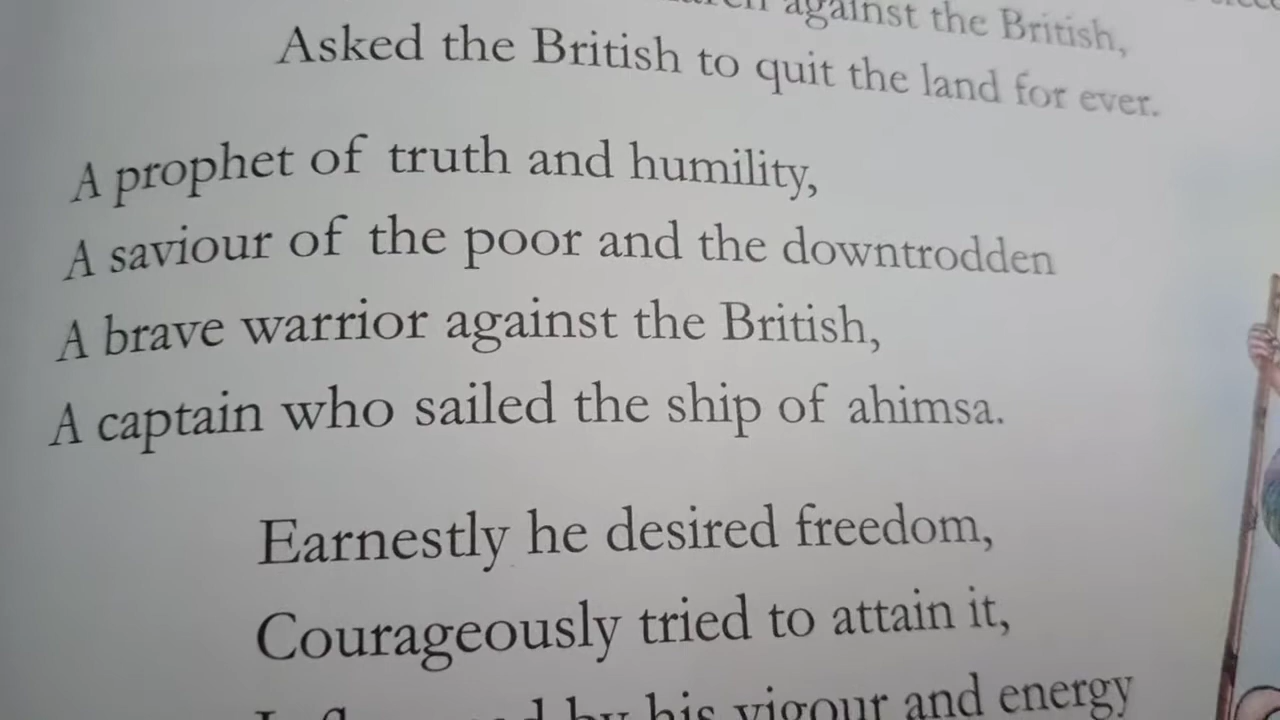 against the British,
Asked the British to quit the land for ever.
A prophet of truth and humility,
A saviour of the poor and the downtrodden
A brave warrior against the British,
A captain who sailed the ship of ahimsa.
Earnestly he desired freedom,
Courageously tried to attain it,
by his vigour and energy